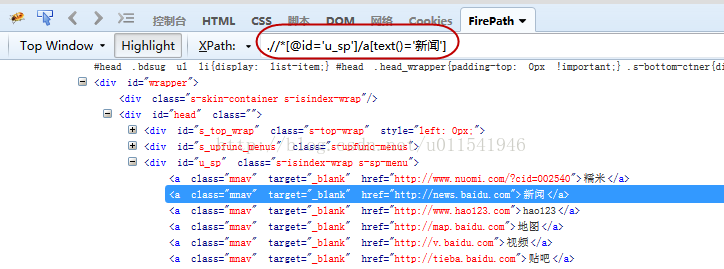 控制台 HTML CSS 脚本 DOM 网络 Cookies FirePath
Top Window Highlight XPath: .//*[@id='u_sp']/a[text()='新闻']
#head .bdsug ul li{display: list-item;} #head .head_wrapper{padding-top: 0px !important;} .s-bottom-ctner{di
<div id="wrapper">
<div class="s-skin-container s-isindex-wrap"/>
<div id="head" class="">
<div id="s_top_wrap" class="s-top-wrap" style="left: 0px;">
<div id="s_upfunc_menus" class="s-upfunc-menus">
<div id="u_sp" class="s-isindex-wrap s-sp-menu">
<a class="mnav" target="_blank" href="http://www.nuomi.com/?cid=002540">糯米</a>
<a class="mnav" target="_blank" href="http://news.baidu.com">新闻</a>
<a class="mnav" target="_blank" href="http://www.hao123.com">hao123</a>
<a class="mnav" target="_blank" href="http://map.baidu.com">地图</a>
<a class="mnav" target="_blank" href="http://v.baidu.com">视频</a>
<a class="mnav" target="_blank" href="http://tieba.baidu.com">贴吧</a>